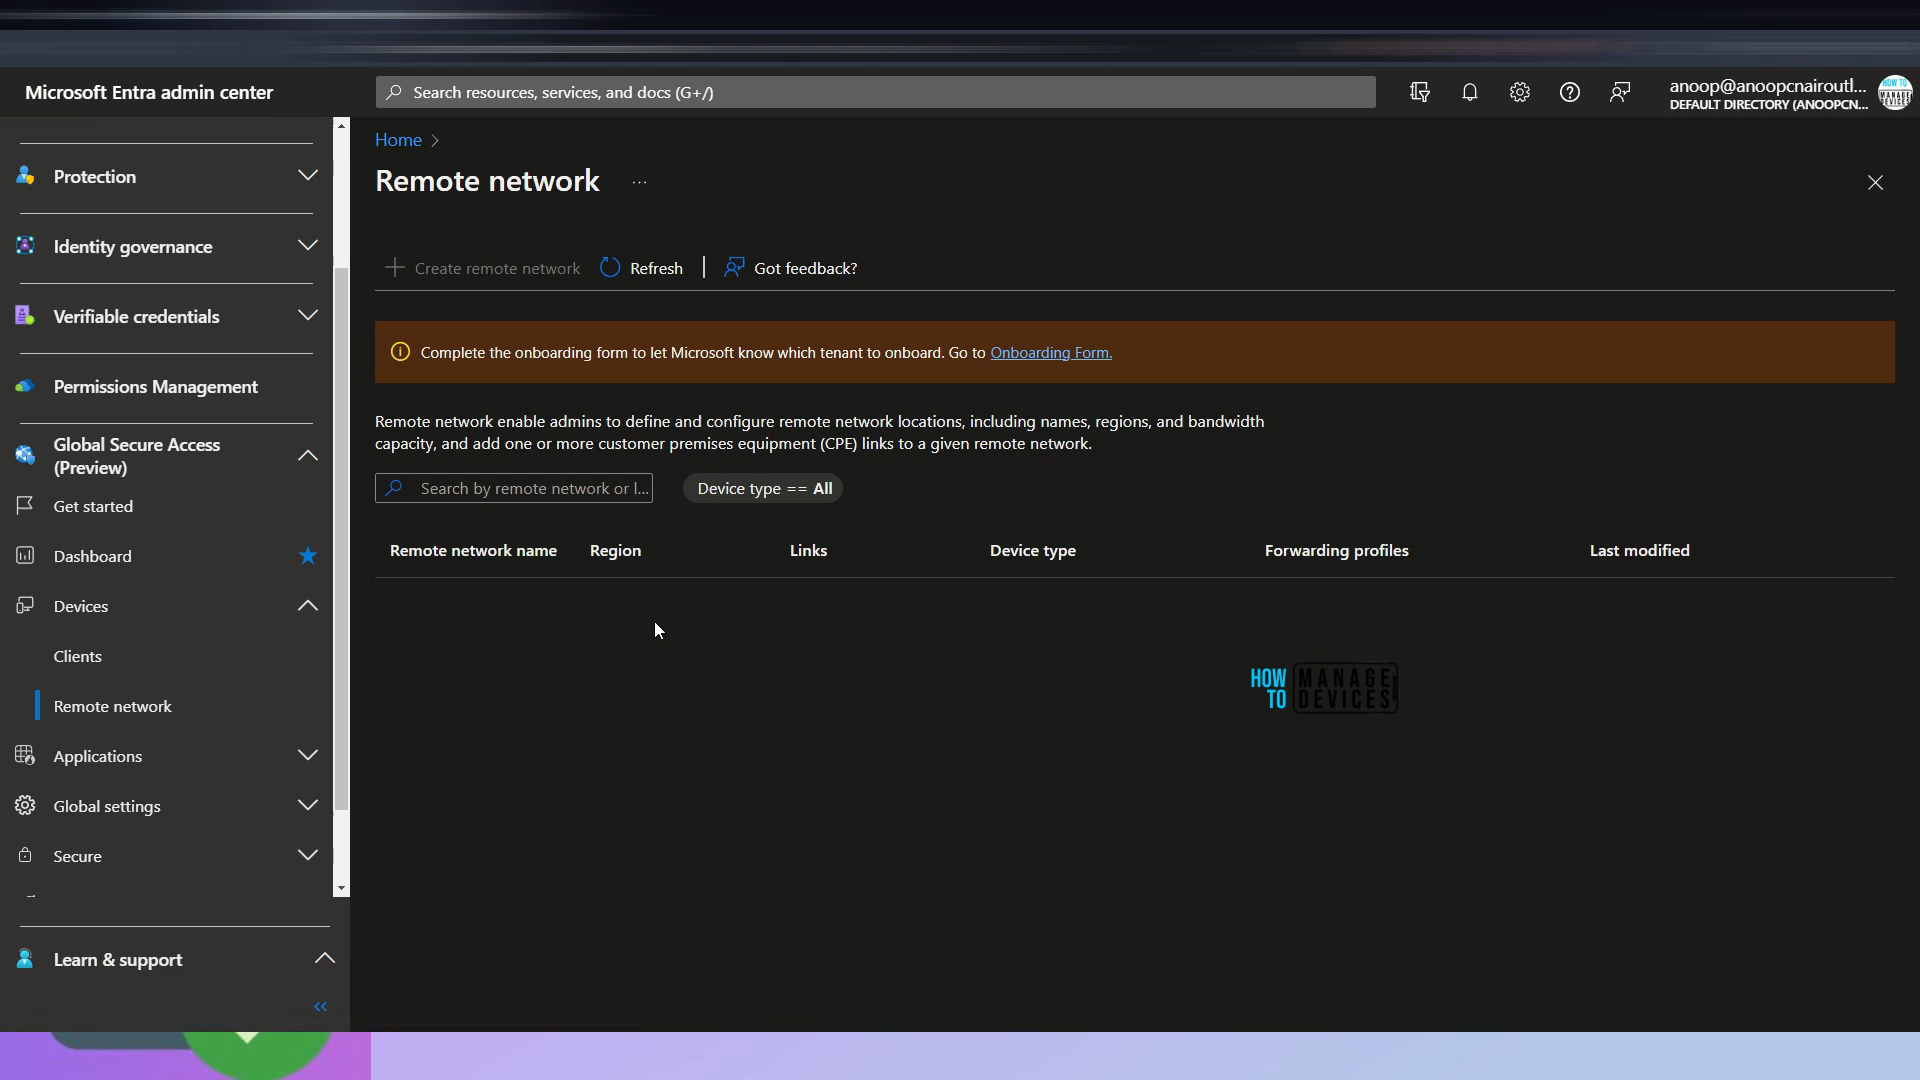 Microsoft Entra admin center
Search resources, services, and docs (G+/)
anoop@anoopcnairoutl...
DEFAULT DIRECTORY (ANOOPCN...
HOW TO
MANAGE
DEVICES
Protection
Identity governance
Verifiable credentials
Permissions Management
Global Secure Access
(Preview)
Get started
Dashboard
Devices
Clients
Remote network
Applications
Global settings
Secure
Learn & support
Home
Remote network
Create remote network Refresh Got feedback?
Complete the onboarding form to let Microsoft know which tenant to onboard. Go to Onboarding Form.
Remote network enable admins to define and configure remote network locations, including names, regions, and bandwidth
capacity, and add one or more customer premises equipment (CPE) links to a given remote network.
Search by remote network or l... Device type == All
Remote network name Region Links Device type Forwarding profiles Last modified
HOW MANAGE
TO DEVICES